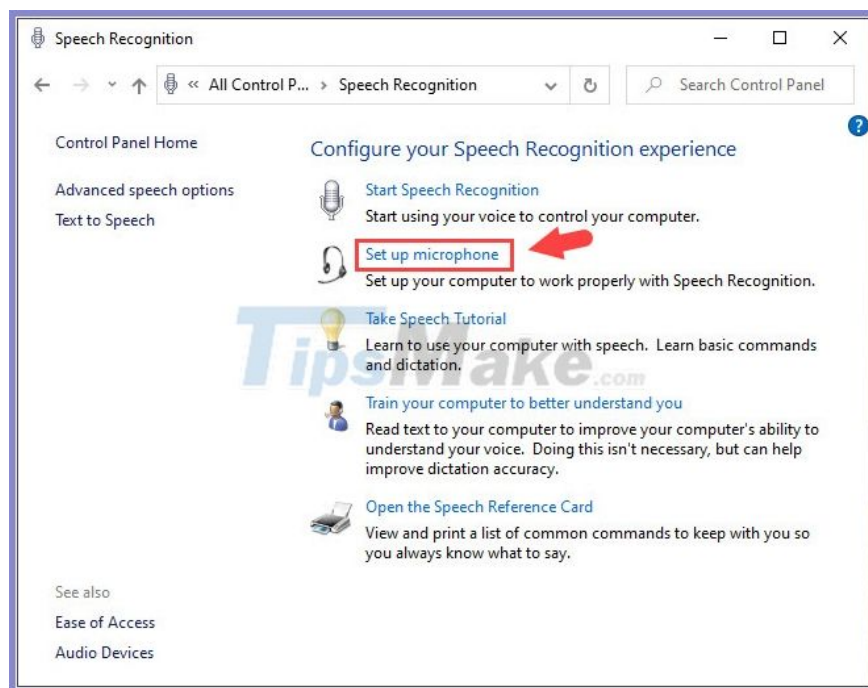 Speech Recognition
« All Control P... › Speech Recognition
Search Control Panel
?
Control Panel Home
Advanced speech options
Text to Speech
Configure your Speech Recognition experience
Start Speech Recognition
Start using your voice to control your computer.
Set up microphone
Set up your computer to work properly with Speech Recognition.
Take Speech Tutorial
Learn to use your computer with speech. Learn basic commands
and dictation.
TipsMake.com
Train your computer to better understand you
Read text to your computer to improve your computer's ability to
understand your voice. Doing this isn't necessary, but can help
improve dictation accuracy.
Open the Speech Reference Card
View and print a list of common commands to keep with you so
you always know what to say.
See also
Ease of Access
Audio Devices